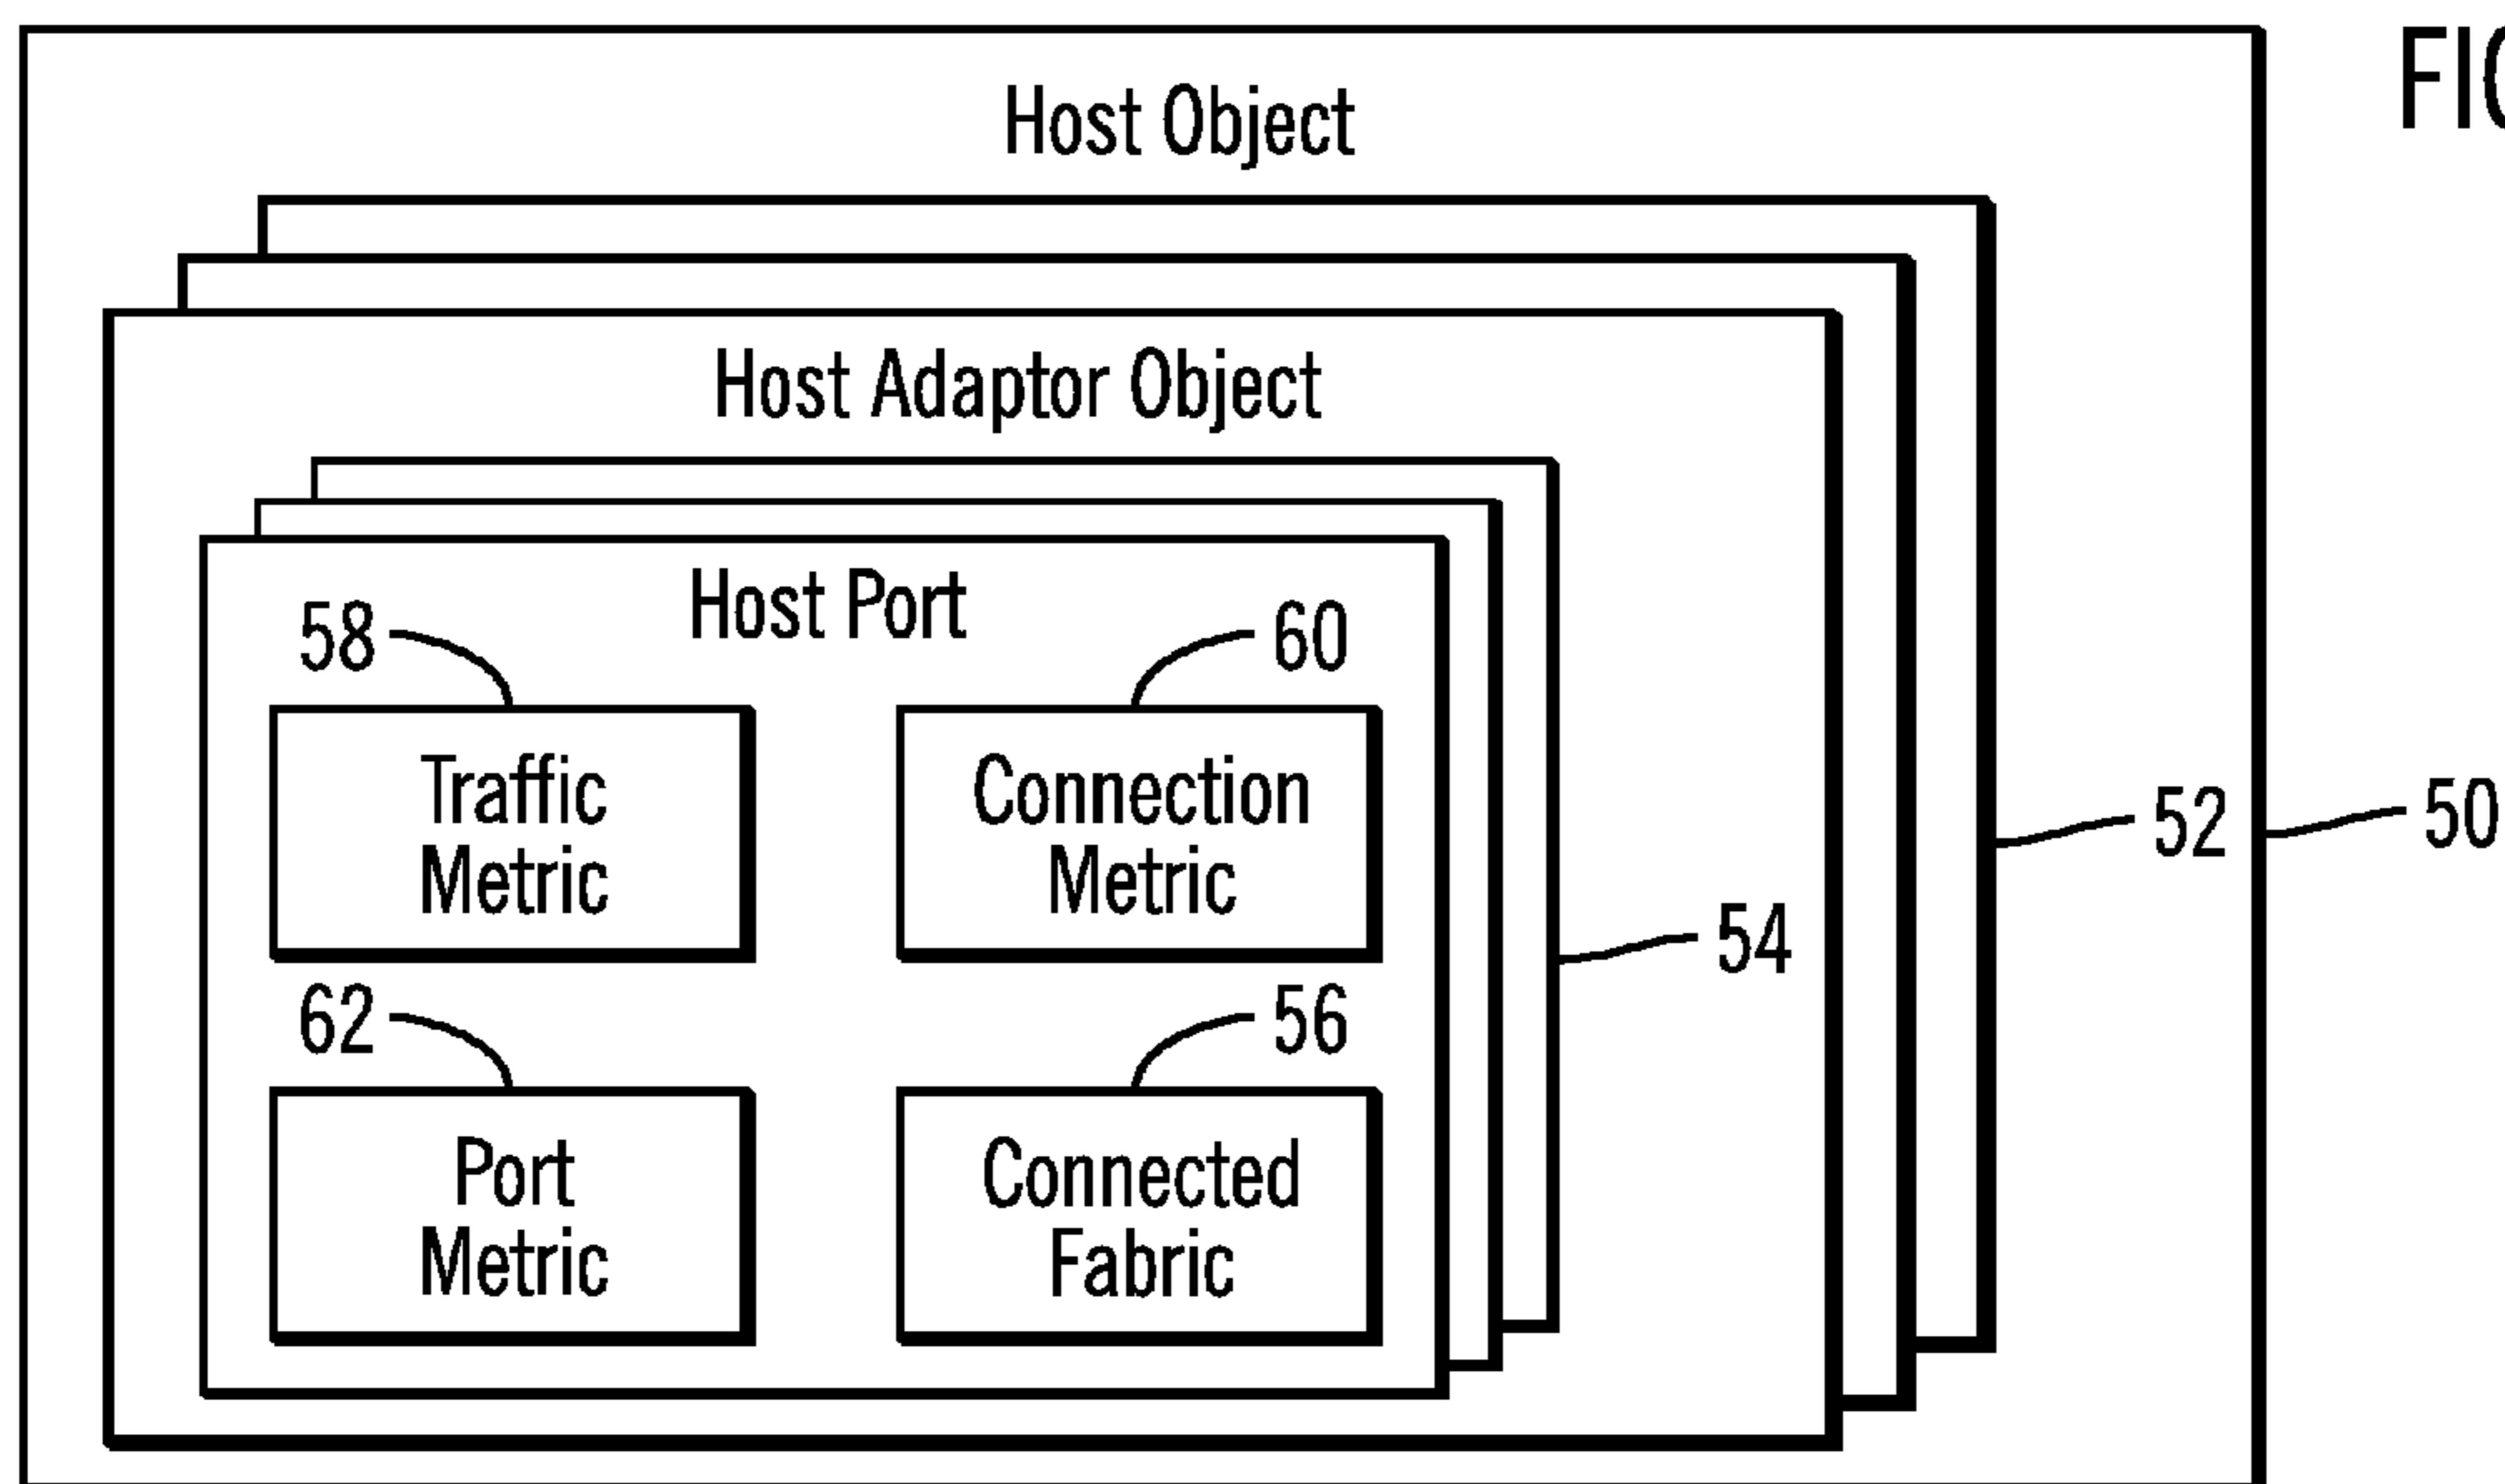 Host Object
Host Adaptor Object
Host Port
58
60
Traffic
Metric
Connection
Metric
52
50
54
62
56
Port
Metric
Connected
Fabric